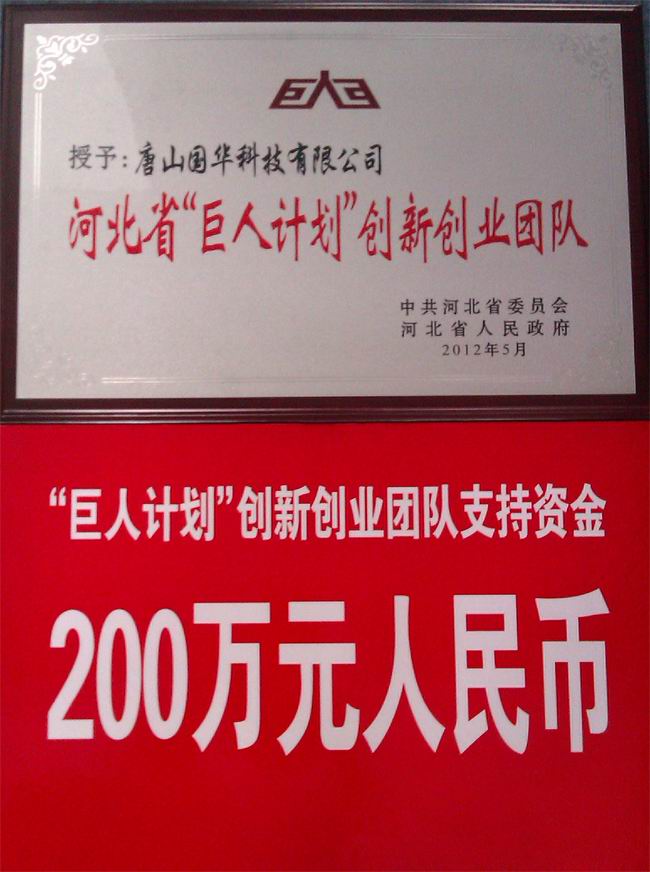 巨人
授予：唐山国华科技有限公司
河北省“巨人计划”创新创业团队
中共河北省委员会
河北省人民政府
2012年5月
“巨人计划”创新创业团队支持资金
200万元人民币